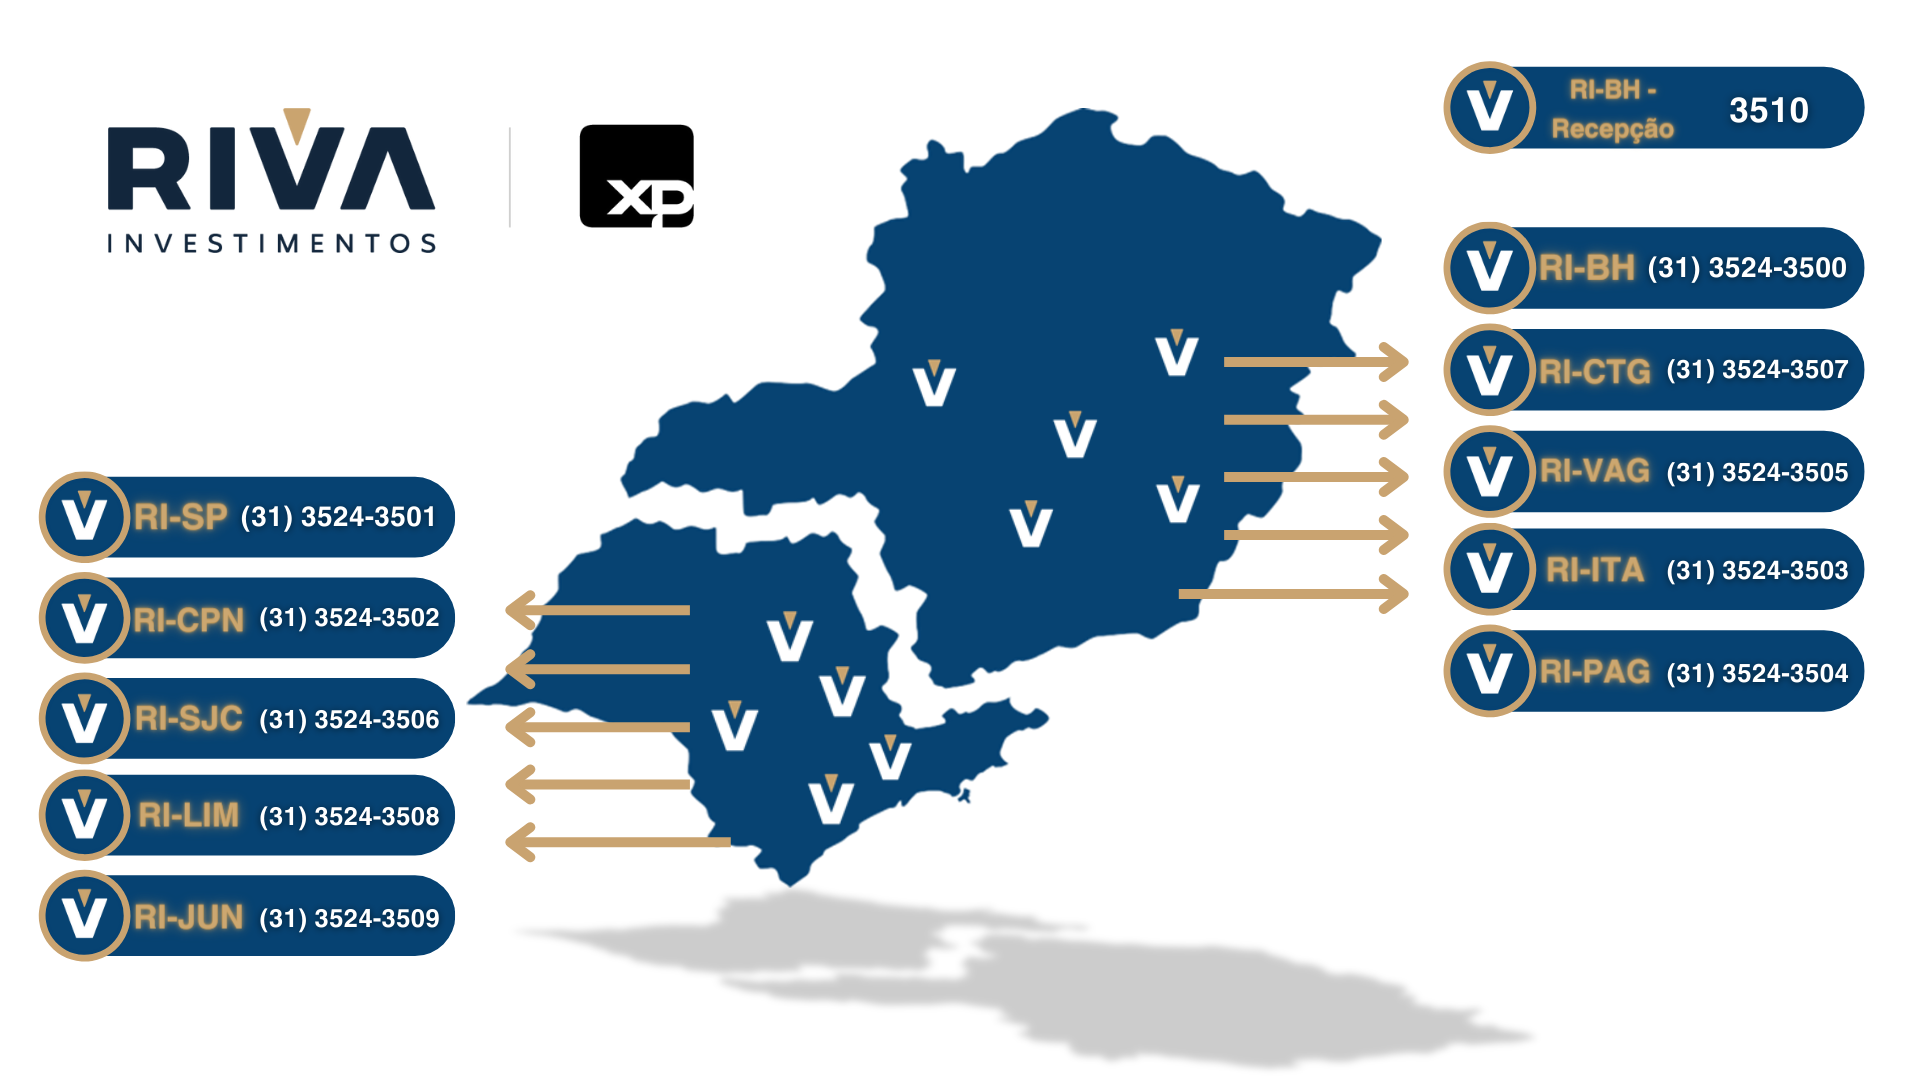 RIVA
INVESTIMENTOS
xp
RI-BH -
Recepção
3510
RI-BH (31) 3524-3500
RI-CTG (31) 3524-3507
RI-VAG (31) 3524-3505
RI-ITA (31) 3524-3503
RI-PAG (31) 3524-3504
RI-SP (31) 3524-3501
RI-CPN (31) 3524-3502
RI-SJC (31) 3524-3506
RI-LIM (31) 3524-3508
RI-JUN (31) 3524-3509